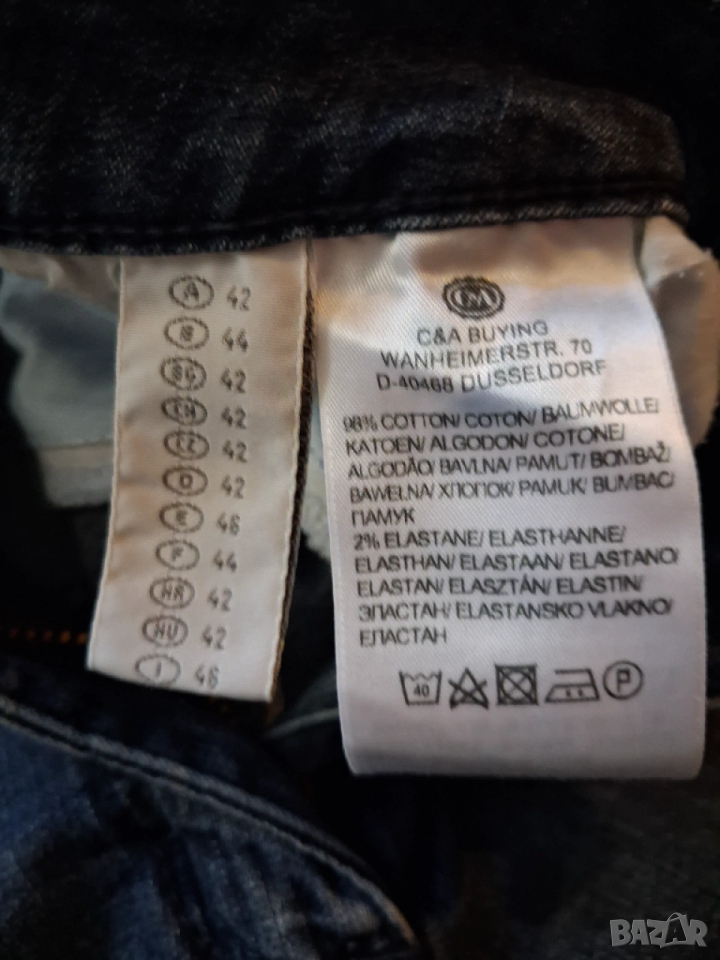 A 42
B 44
BG 42
CH 42
CZ 42
D 42
E 46
F 44
HR 42
HU 42
I 46
C&A
C&A BUYING
WANHEIMERSTR. 70
D-40468 DUSSELDORF
98% COTTON/ COTON/ BAUMWOLLE/
KATOEN/ ALGODON/ COTONE/
ALGODÃO/ BAVLNA/ PAMUT/ BOMBAŽ/
BAWEŁNA/ ХЛОПОК/ PAMUK/ BUMBAC/
ПАМУК
2% ELASTANE/ ELASTHANNE/
ELASTHAN/ ELASTAAN/ ELASTANO/
ELASTAN/ ELASZTÁN/ ELASTIN/
ЭЛАСТАН/ ELASTANSKO VLAKNO/
ЕЛАСТАН
40 P
BAZAR